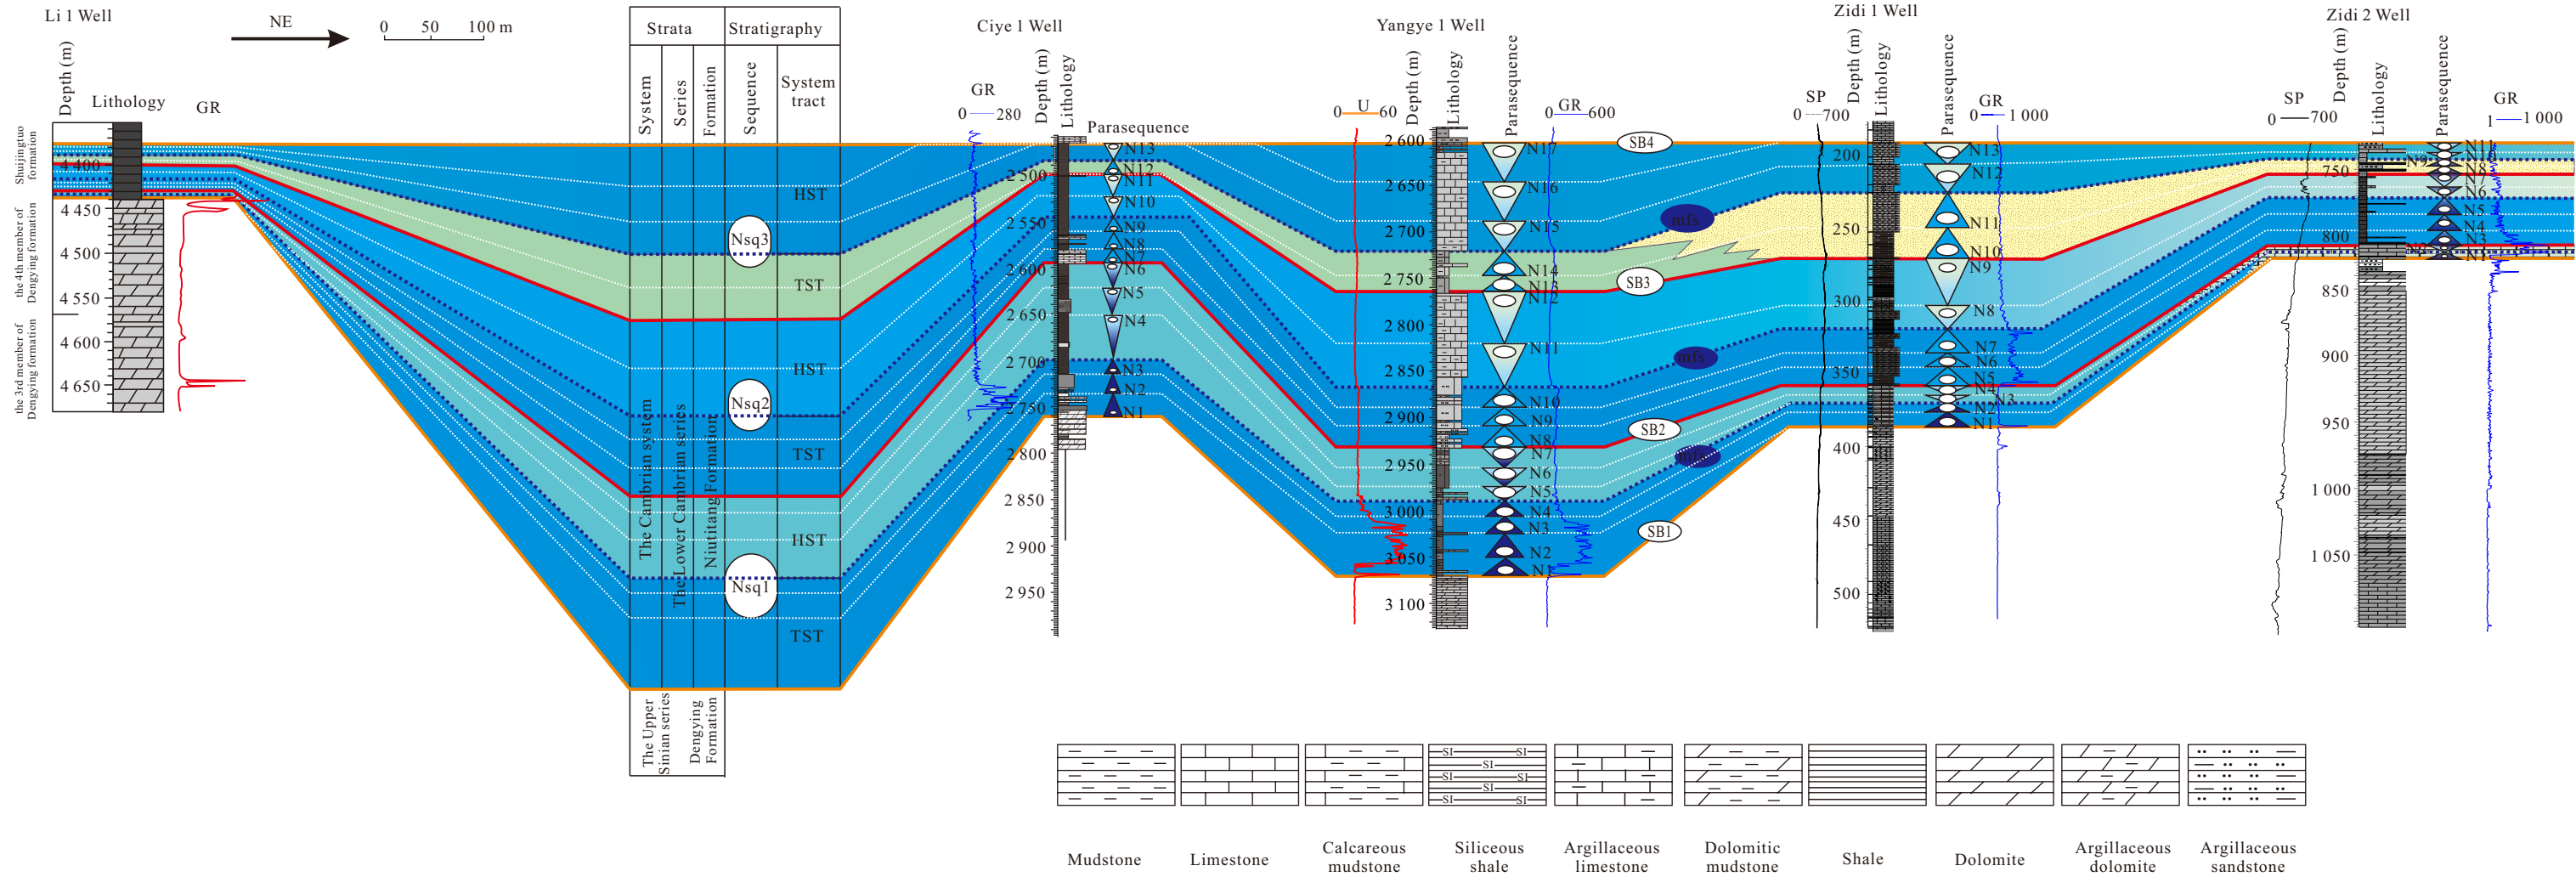 Li 1 Well
NE
0 50 100 m
Depth (m)
Lithology
GR
Shuijingtuo
formation
the 4th member of
Dengying formation
the 3rd member of
Dengying formation
4 400
4 450
4 500
4 550
4 600
4 650
Strata
Stratigraphy
System
Series
Formation
Sequence
System
tract
The Cambrian system
The Lower Cambrian series
Niutitang Formation
Nsq3
Nsq2
Nsq1
HST
TST
HST
TST
HST
TST
The Upper
Sinian series
Dengying
Formation
Ciye 1 Well
GR
0 280
Depth (m)
Lithology
Parasequence
2 500
2 550
2 600
2 650
2 700
2 750
2 800
2 850
2 900
2 950
N13
N12
N11
N10
N9
N8
N7
N6
N5
N4
N3
N2
N1
Yangye 1 Well
U
0 60
Depth (m)
Lithology
Parasequence
GR
0 600
2 600
2 650
2 700
2 750
2 800
2 850
2 900
2 950
3 000
3 050
3 100
N17
N16
N15
N14
N13
N12
N11
N10
N9
N8
N7
N6
N5
N4
N3
N2
N1
SB4
mfs
SB3
mfs
SB2
mfs
SB1
Zidi 1 Well
SP
0 700
Depth (m)
Lithology
Parasequence
GR
0 1 000
200
250
300
350
400
450
500
N13
N12
N11
N10
N9
N8
N7
N6
N5
N4
N3
N2
N1
Zidi 2 Well
SP
0 700
Depth (m)
Lithology
Parasequence
GR
1 1 000
750
800
850
900
950
1 000
1 050
N11
N9
N8
N7
N6
N5
N4
N3
N1
Mudstone
Limestone
Calcareous
mudstone
SI SI
SI
SI SI
SI
SI SI
Siliceous
shale
Argillaceous
limestone
Dolomitic
mudstone
Shale
Dolomite
Argillaceous
dolomite
Argillaceous
sandstone